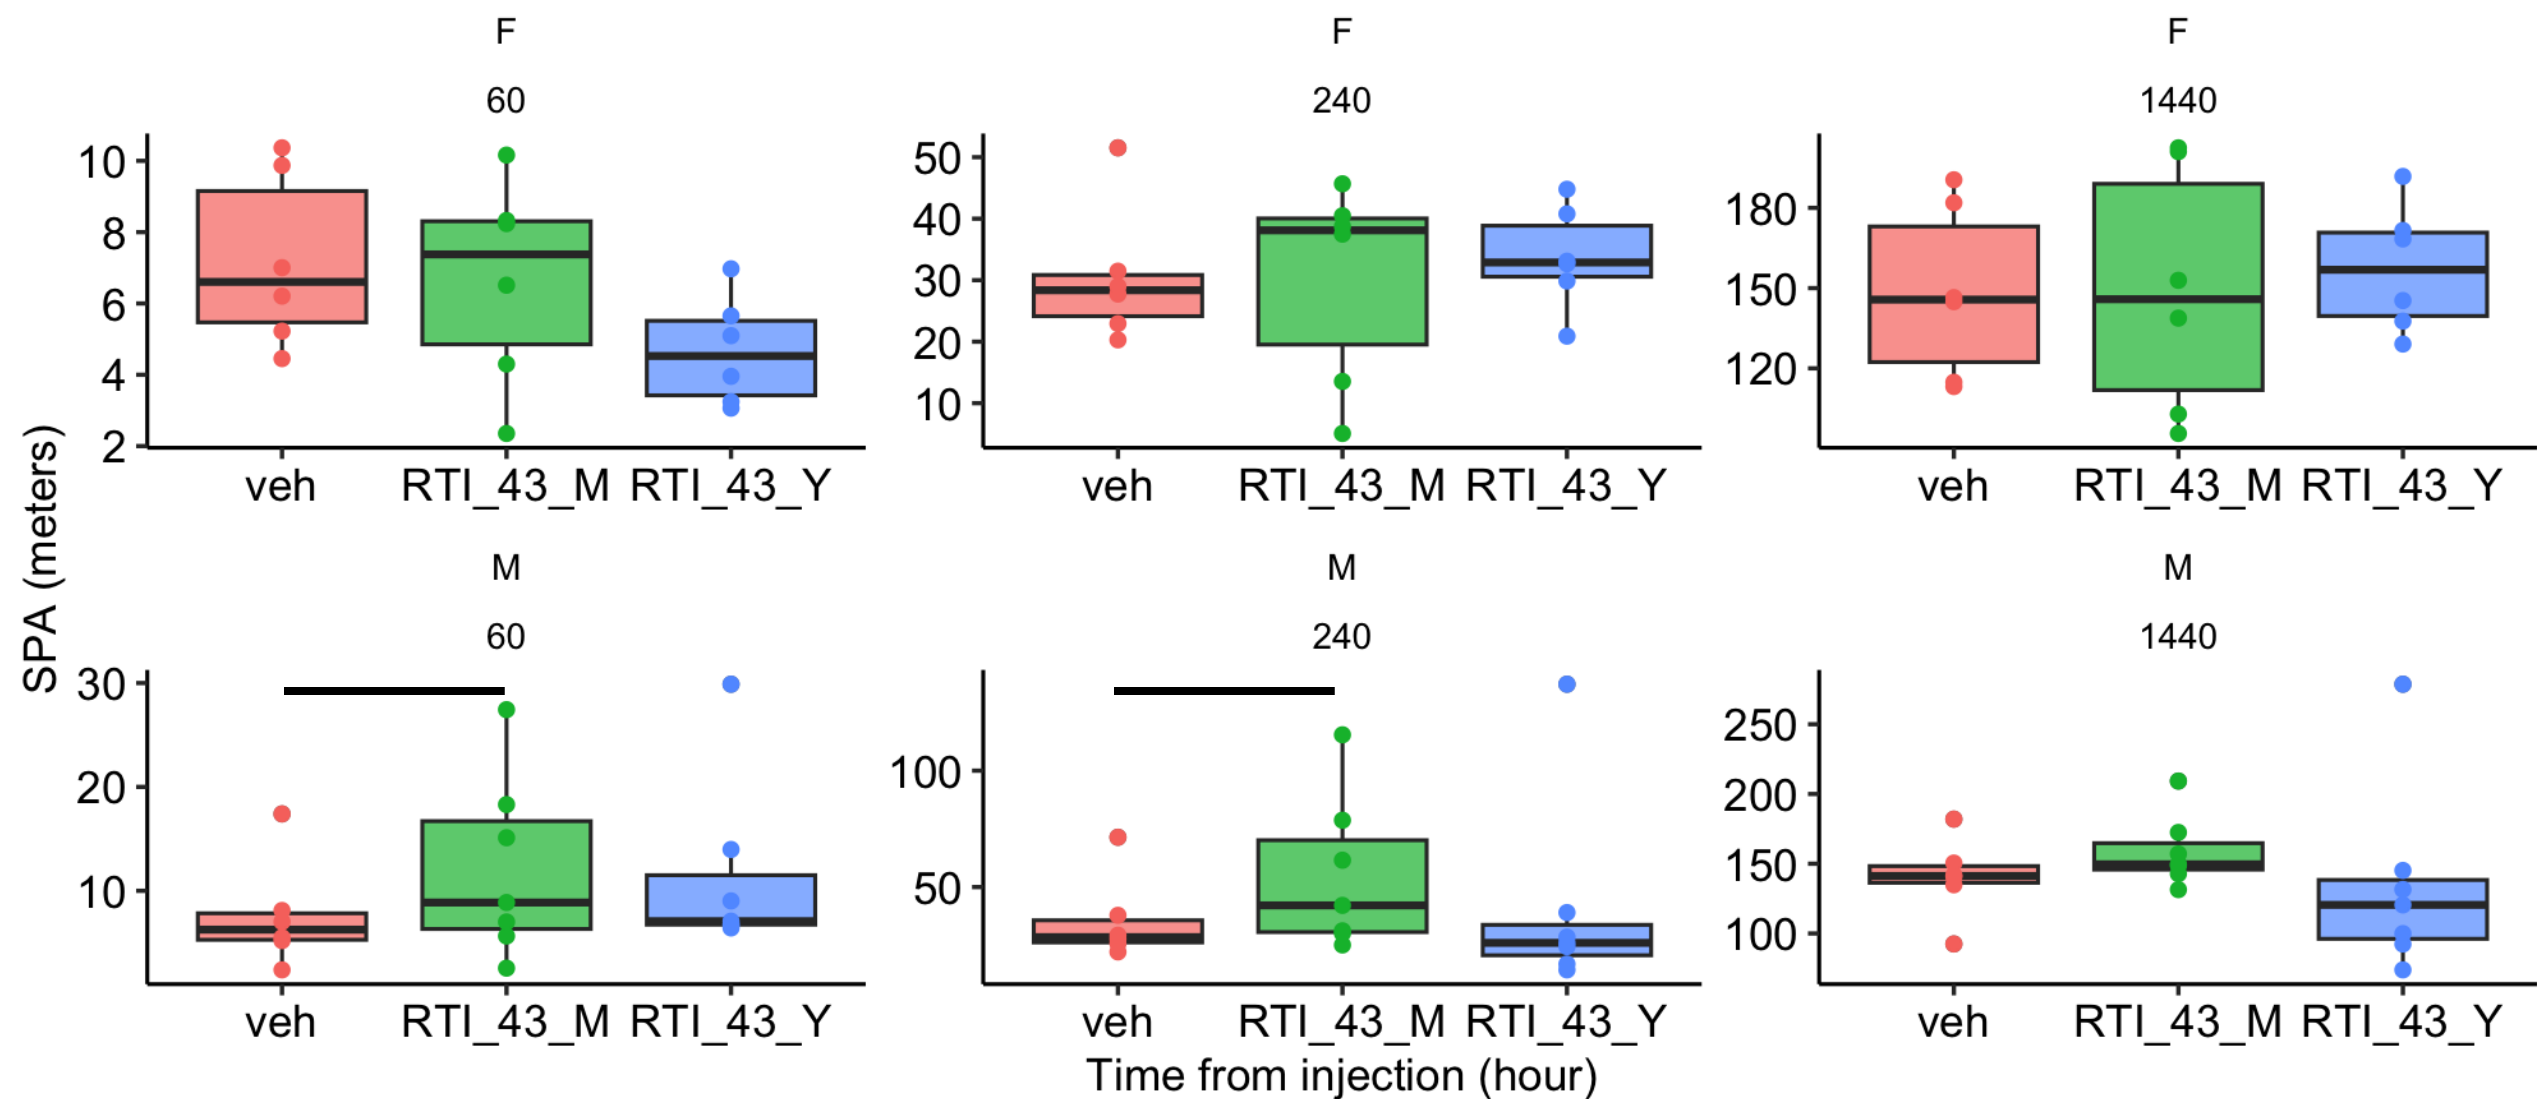 F F F
60 240 1440
10 8 6 4 2
50 40 30 20 10
180 150 120
veh RTI_43_M RTI_43_Y veh RTI_43_M RTI_43_Y veh RTI_43_M RTI_43_Y
SPA (meters)
M M M
60 240 1440
30 20 10
100 50
250 200 150 100
veh RTI_43_M RTI_43_Y veh RTI_43_M RTI_43_Y veh RTI_43_M RTI_43_Y
Time from injection (hour)